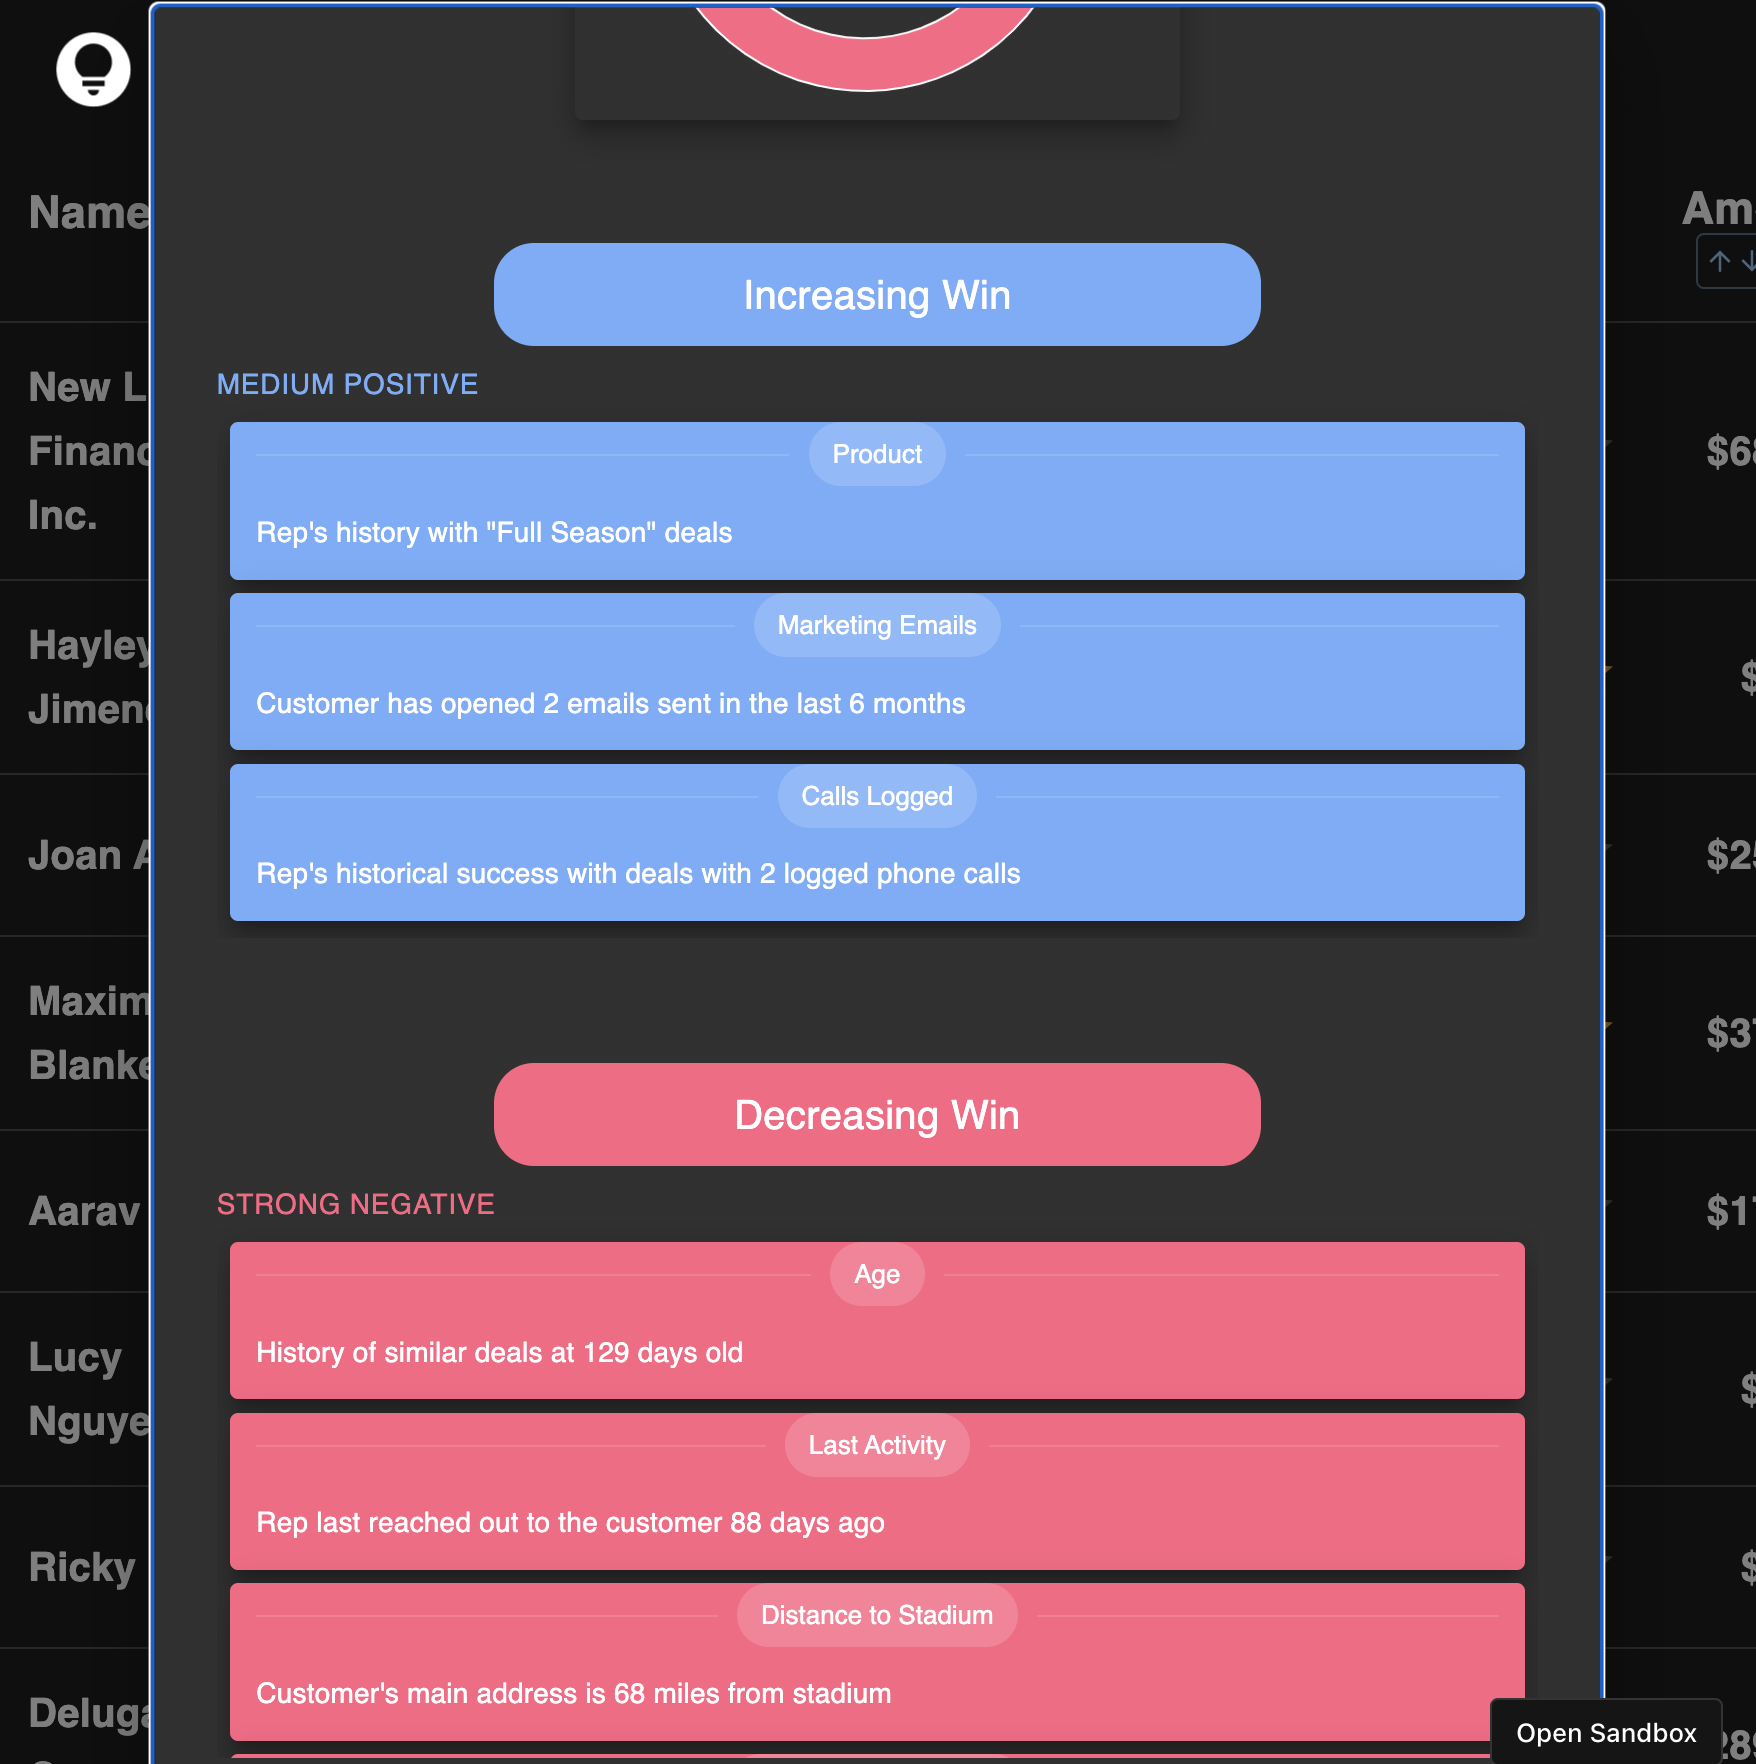 Name
Am
Increasing Win
MEDIUM POSITIVE
New L
Financ
Inc.
$68
Product
Rep's history with "Full Season" deals
Marketing Emails
Hayley
Jimen
$
Customer has opened 2 emails sent in the last 6 months
Calls Logged
Joan A
$25
Rep's historical success with deals with 2 logged phone calls
Maxim
Blanke
$37
Decreasing Win
STRONG NEGATIVE
Aarav
$17
Age
History of similar deals at 129 days old
Lucy
Nguye
$
Last Activity
Rep last reached out to the customer 88 days ago
Ricky
$
Distance to Stadium
Customer's main address is 68 miles from stadium
Deluga
Open Sandbox